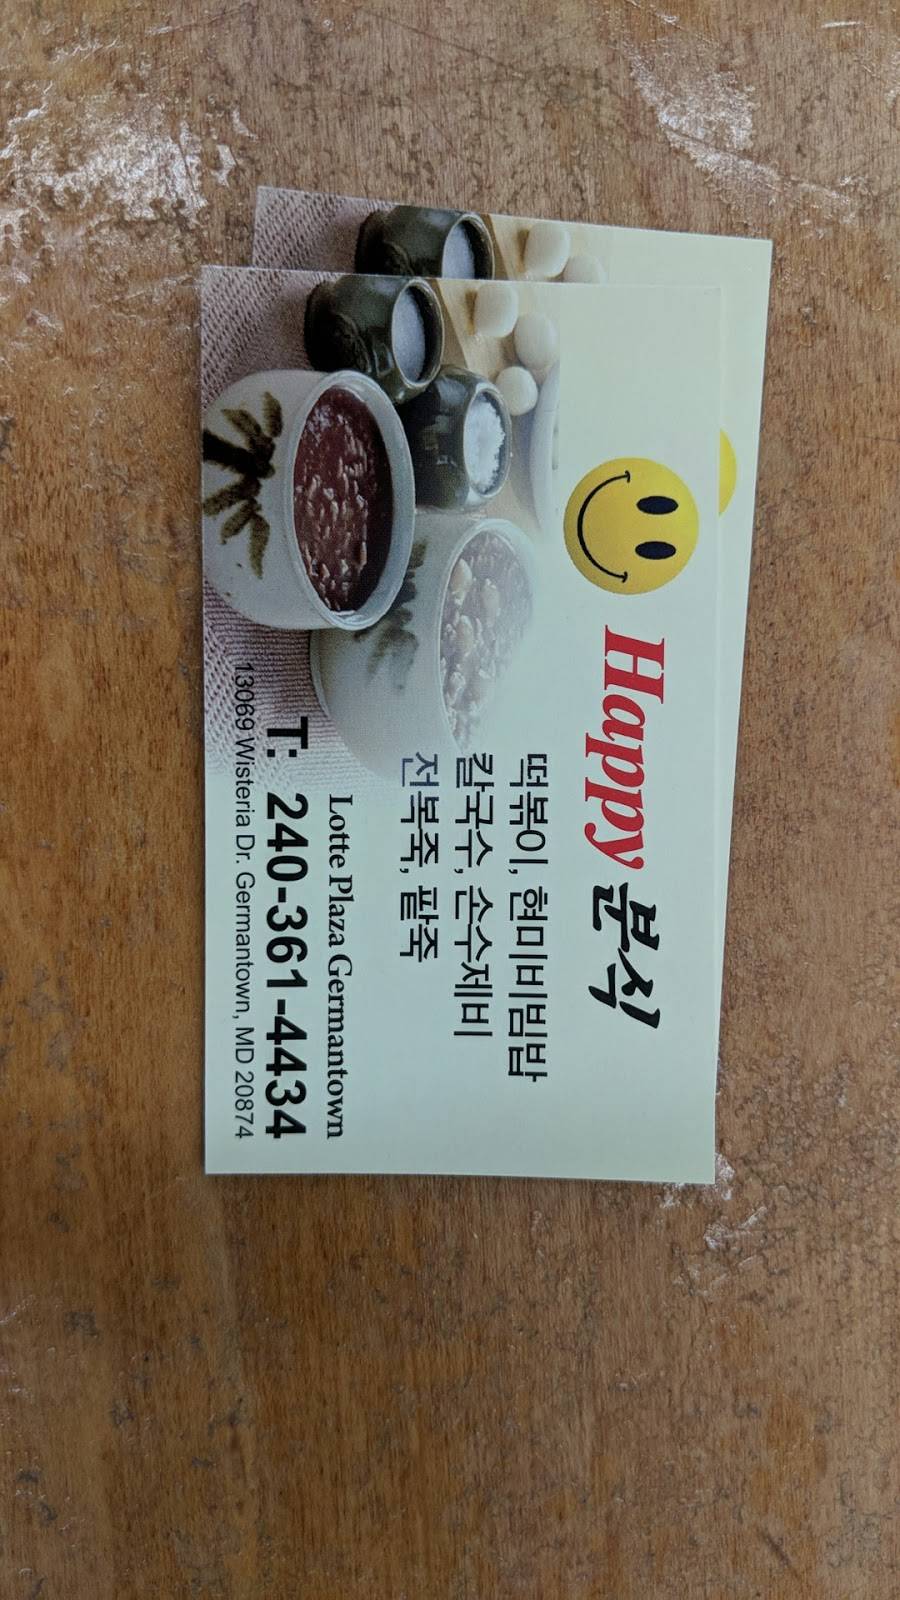 Happy 분식
떡볶이, 현미비빔밥
칼국수, 손수제비
전복죽, 팥죽
Lotte Plaza Germantown
T: 240-361-4434
13069 Wisteria Dr. Germantown, MD 20874